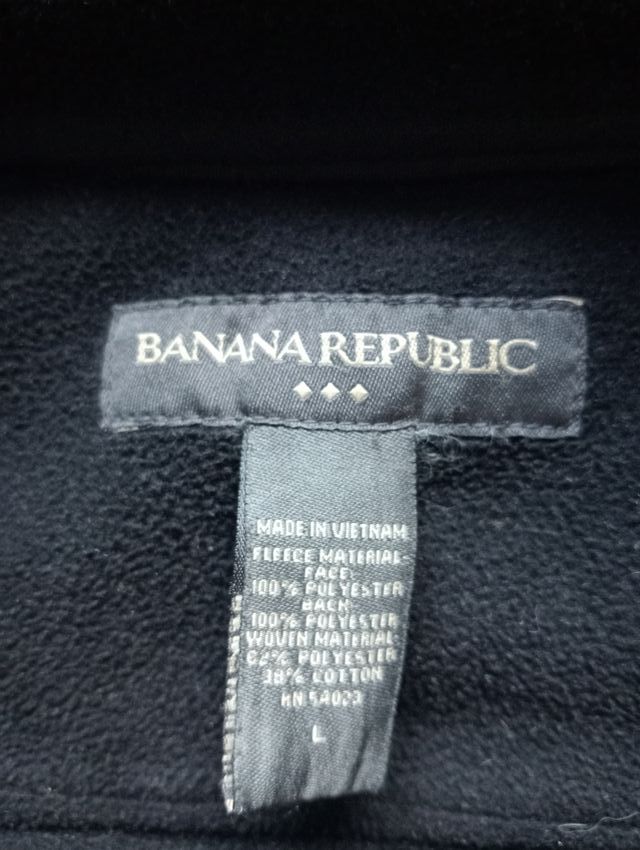 BANANA REPUBLIC
MADE IN VIETNAM
FLEECE MATERIAL-
FACE:
100% POLYESTER
BACK:
100% POLYESTER
WOVEN MATERIAL:
62% POLYESTER
38% COTTON
RN 54023
L